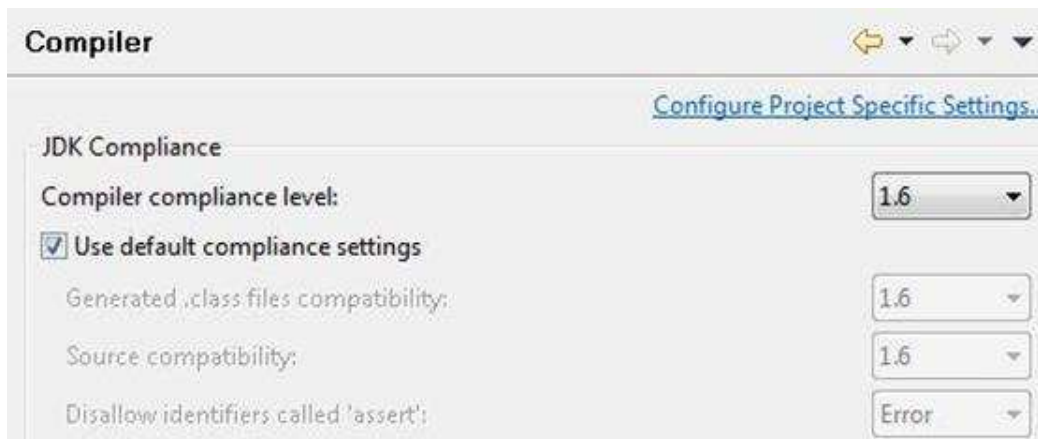 Compiler
Configure Project Specific Settings..
JDK Compliance
Compiler compliance level: 1.6
Use default compliance settings
Generated .class files compatibility: 1.6
Source compatibility: 1.6
Disallow identifiers called 'assert': Error